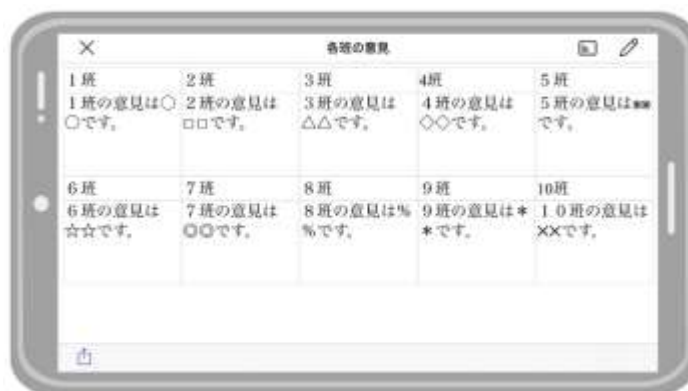 各班の意見
1班
1班の意見は○
○です。
2班
2班の意見は
□□です。
3班
3班の意見は
△△です。
4班
4班の意見は
◇◇です。
5班
5班の意見は※※
です。
6班
6班の意見は
☆☆です。
7班
7班の意見は
◎◎です。
8班
8班の意見は%
%です。
9班
9班の意見は*
*です。
10班
10班の意見は
××です。